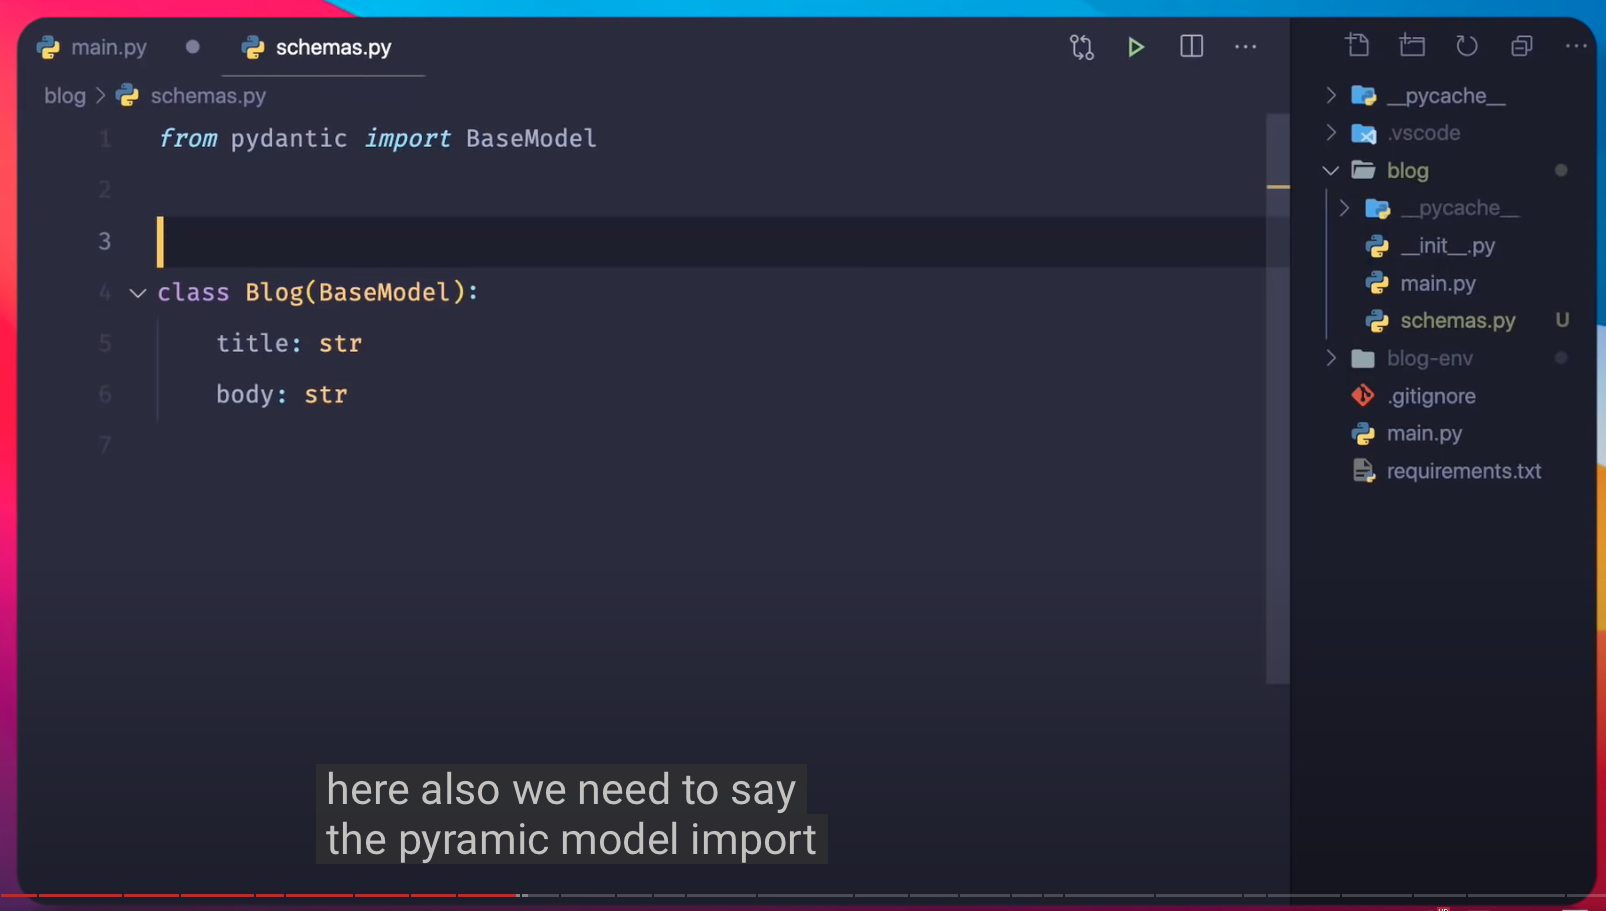 main.py
schemas.py
blog > schemas.py
1 from pydantic import BaseModel
2
3
4 class Blog(BaseModel):
5 title: str
6 body: str
7
__pycache__
.vscode
blog
__pycache__
__init__.py
main.py
schemas.py U
blog-env
.gitignore
main.py
requirements.txt
here also we need to say
the pyramic model import